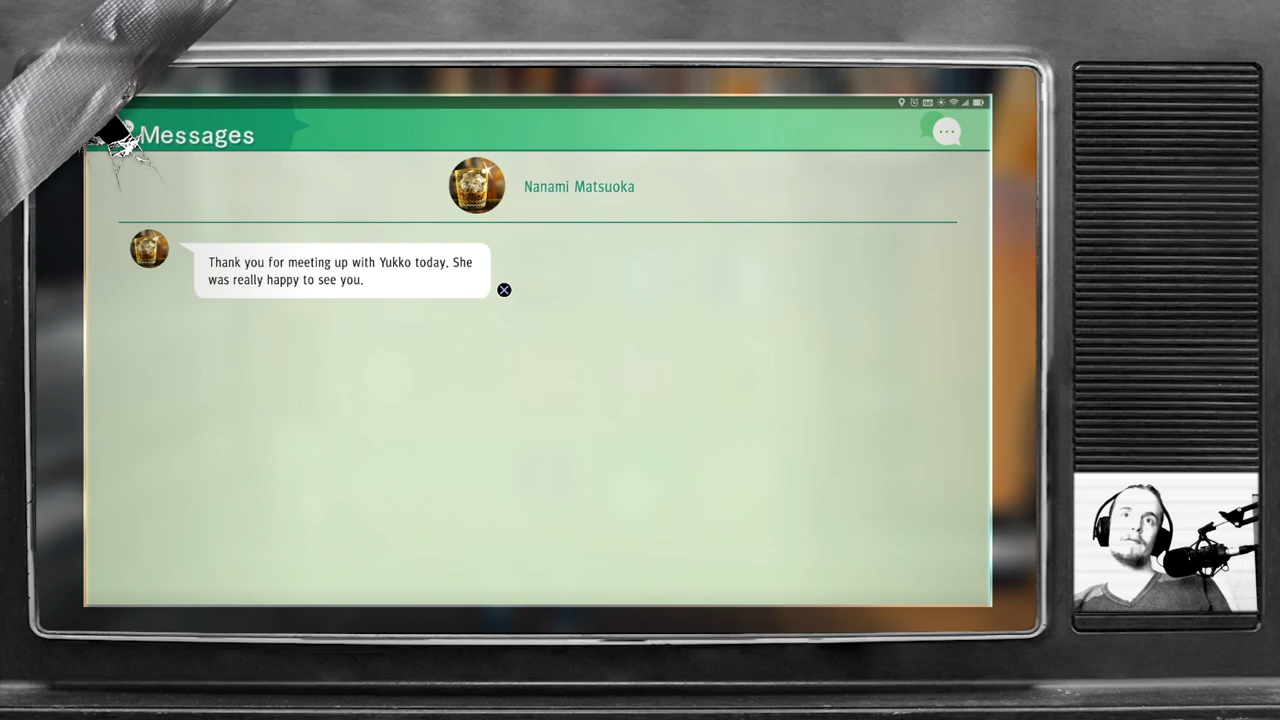 Messages
Nanami Matsuoka
Thank you for meeting up with Yukko today. She
was really happy to see you.